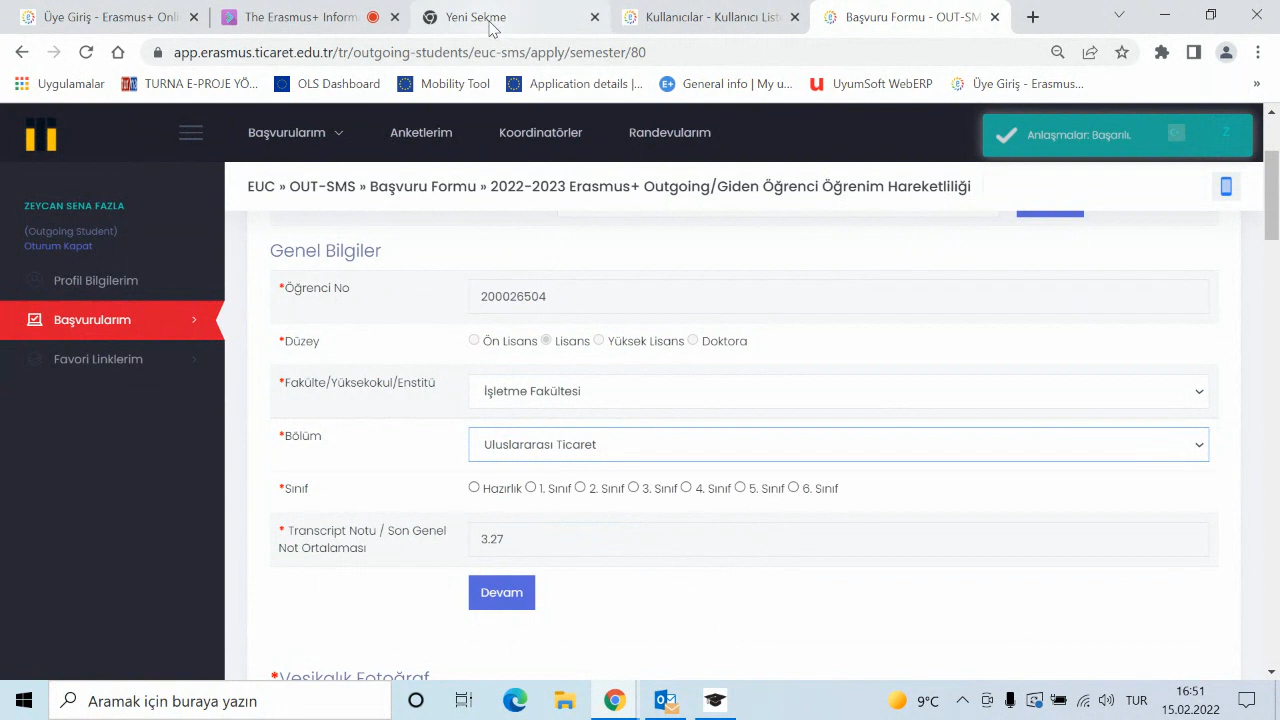 Üye Giriş - Erasmus+ Onli
The Erasmus+ Inform
Yeni Sekme
Kullanıcılar - Kullanıcı List
Başvuru Formu - OUT-SM
app.erasmus.ticaret.edu.tr/tr/outgoing-students/euc-sms/apply/semester/80
Uygulamalar
TURNA E-PROJE YÖ...
OLS Dashboard
Mobility Tool
Application details |...
General info | My u...
UyumSoft WebERP
Üye Giriş - Erasmus...
»
Başvurularım
Anketlerim
Koordinatörler
Randevularım
Anlaşmalar: Başarılı.
Z
EUC » OUT-SMS » Başvuru Formu » 2022-2023 Erasmus+ Outgoing/Giden Öğrenci Öğrenim Hareketliliği
ZEYCAN SENA FAZLA
(Outgoing Student)
Oturum Kapat
Profil Bilgilerim
Başvurularım
Favori Linklerim
Genel Bilgiler
*Öğrenci No
200026504
*Düzey
Ön Lisans Lisans Yüksek Lisans Doktora
*Fakülte/Yüksekokul/Enstitü
İşletme Fakültesi
*Bölüm
Uluslararası Ticaret
*Sınıf
Hazırlık 1. Sınıf 2. Sınıf 3. Sınıf 4. Sınıf 5. Sınıf 6. Sınıf
* Transcript Notu / Son Genel
Not Ortalaması
3.27
Devam
*Vesikalık Fotoğraf
Aramak için buraya yazın
9°C
TUR
16:51
15.02.2022